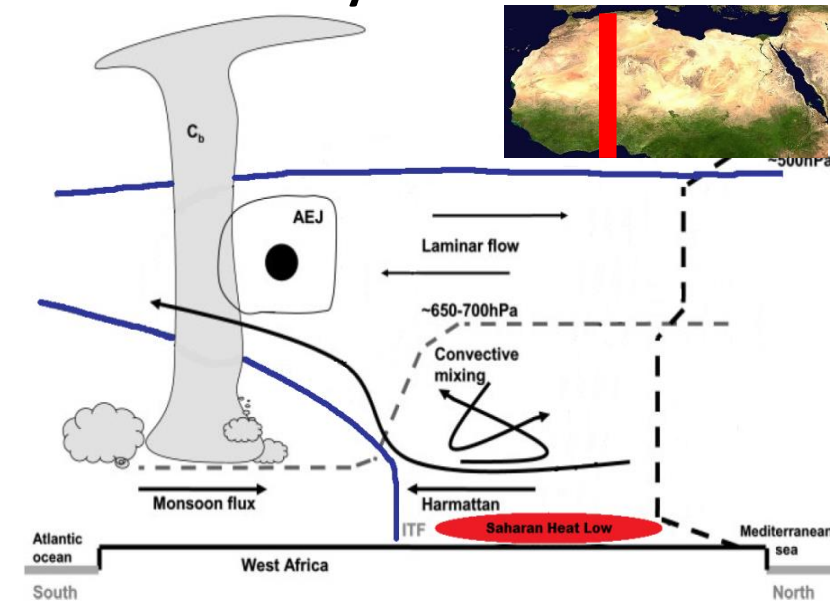 C_b
~500hPa
AEJ
Laminar flow
~650-700hPa
Convective
mixing
Monsoon flux
Harmattan
ITF
Saharan Heat Low
Atlantic
ocean
Mediterranean
sea
West Africa
South
North